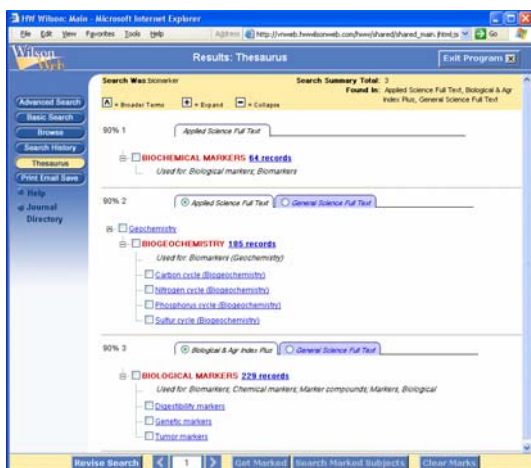 HW Wilson: Main - Microsoft Internet Explorer
File Edit View Favorites Tools Help
Address http://vnweb.hwwilsonweb.com/hww/shared/shared_main.jhtml;js Go
Wilson
Web
Results: Thesaurus
Exit Program
Search Was: biomarker
Search Summary Total: 3
Found In: Applied Science Full Text, Biological & Agr
Index Plus, General Science Full Text
= Broader Terms + = Expand - = Collapse
Advanced Search
Basic Search
Browse
Search History
Thesaurus
Print Email Save
Help
Journal
Directory
90% 1 Applied Science Full Text
BIOCHEMICAL MARKERS 64 records
Used for: Biological markers; Biomarkers
90% 2 Applied Science Full Text General Science Full Text
Geochemistry
BIOGEOCHEMISTRY 185 records
Used for: Biomarkers (Geochemistry)
Carbon cycle (Biogeochemistry)
Nitrogen cycle (Biogeochemistry)
Phosphorus cycle (Biogeochemistry)
Sulfur cycle (Biogeochemistry)
90% 3 Biological & Agr Index Plus General Science Full Text
BIOLOGICAL MARKERS 229 records
Used for: Biomarkers; Chemical markers; Marker compounds; Markers, Biological
Digestibility markers
Genetic markers
Tumor markers
Revise Search 1 Get Marked Search Marked Subjects Clear Marks